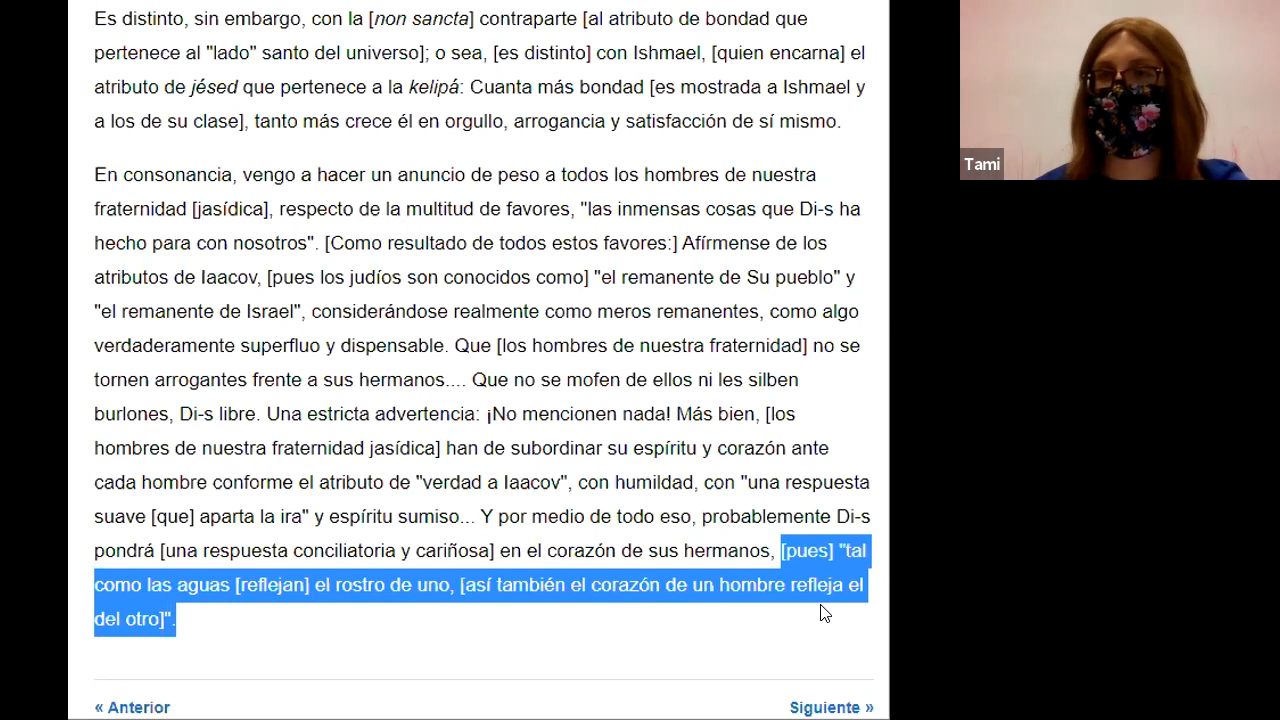 Es distinto, sin embargo, con la [non sancta] contraparte [al atributo de bondad que
pertenece al "lado" santo del universo]; o sea, [es distinto] con Ishmael, [quien encarna] el
atributo de jésed que pertenece a la kelipá: Cuanta más bondad [es mostrada a Ishmael y
a los de su clase], tanto más crece él en orgullo, arrogancia y satisfacción de sí mismo.
En consonancia, vengo a hacer un anuncio de peso a todos los hombres de nuestra
fraternidad [jasídica], respecto de la multitud de favores, "las inmensas cosas que Di-s ha
hecho para con nosotros". [Como resultado de todos estos favores:] Afírmense de los
atributos de Iaacov, [pues los judíos son conocidos como] "el remanente de Su pueblo" y
"el remanente de Israel", considerándose realmente como meros remanentes, como algo
verdaderamente superfluo y dispensable. Que [los hombres de nuestra fraternidad] no se
tornen arrogantes frente a sus hermanos.... Que no se mofen de ellos ni les silben
burlones, Di-s libre. Una estricta advertencia: ¡No mencionen nada! Más bien, [los
hombres de nuestra fraternidad jasídica] han de subordinar su espíritu y corazón ante
cada hombre conforme el atributo de "verdad a Iaacov", con humildad, con "una respuesta
suave [que] aparta la ira" y espíritu sumiso... Y por medio de todo eso, probablemente Di-s
pondrá [una respuesta conciliatoria y cariñosa] en el corazón de sus hermanos, [pues] "tal
como las aguas [reflejan] el rostro de uno, [así también el corazón de un hombre refleja el
del otro]".
« Anterior
Siguiente »
Tami